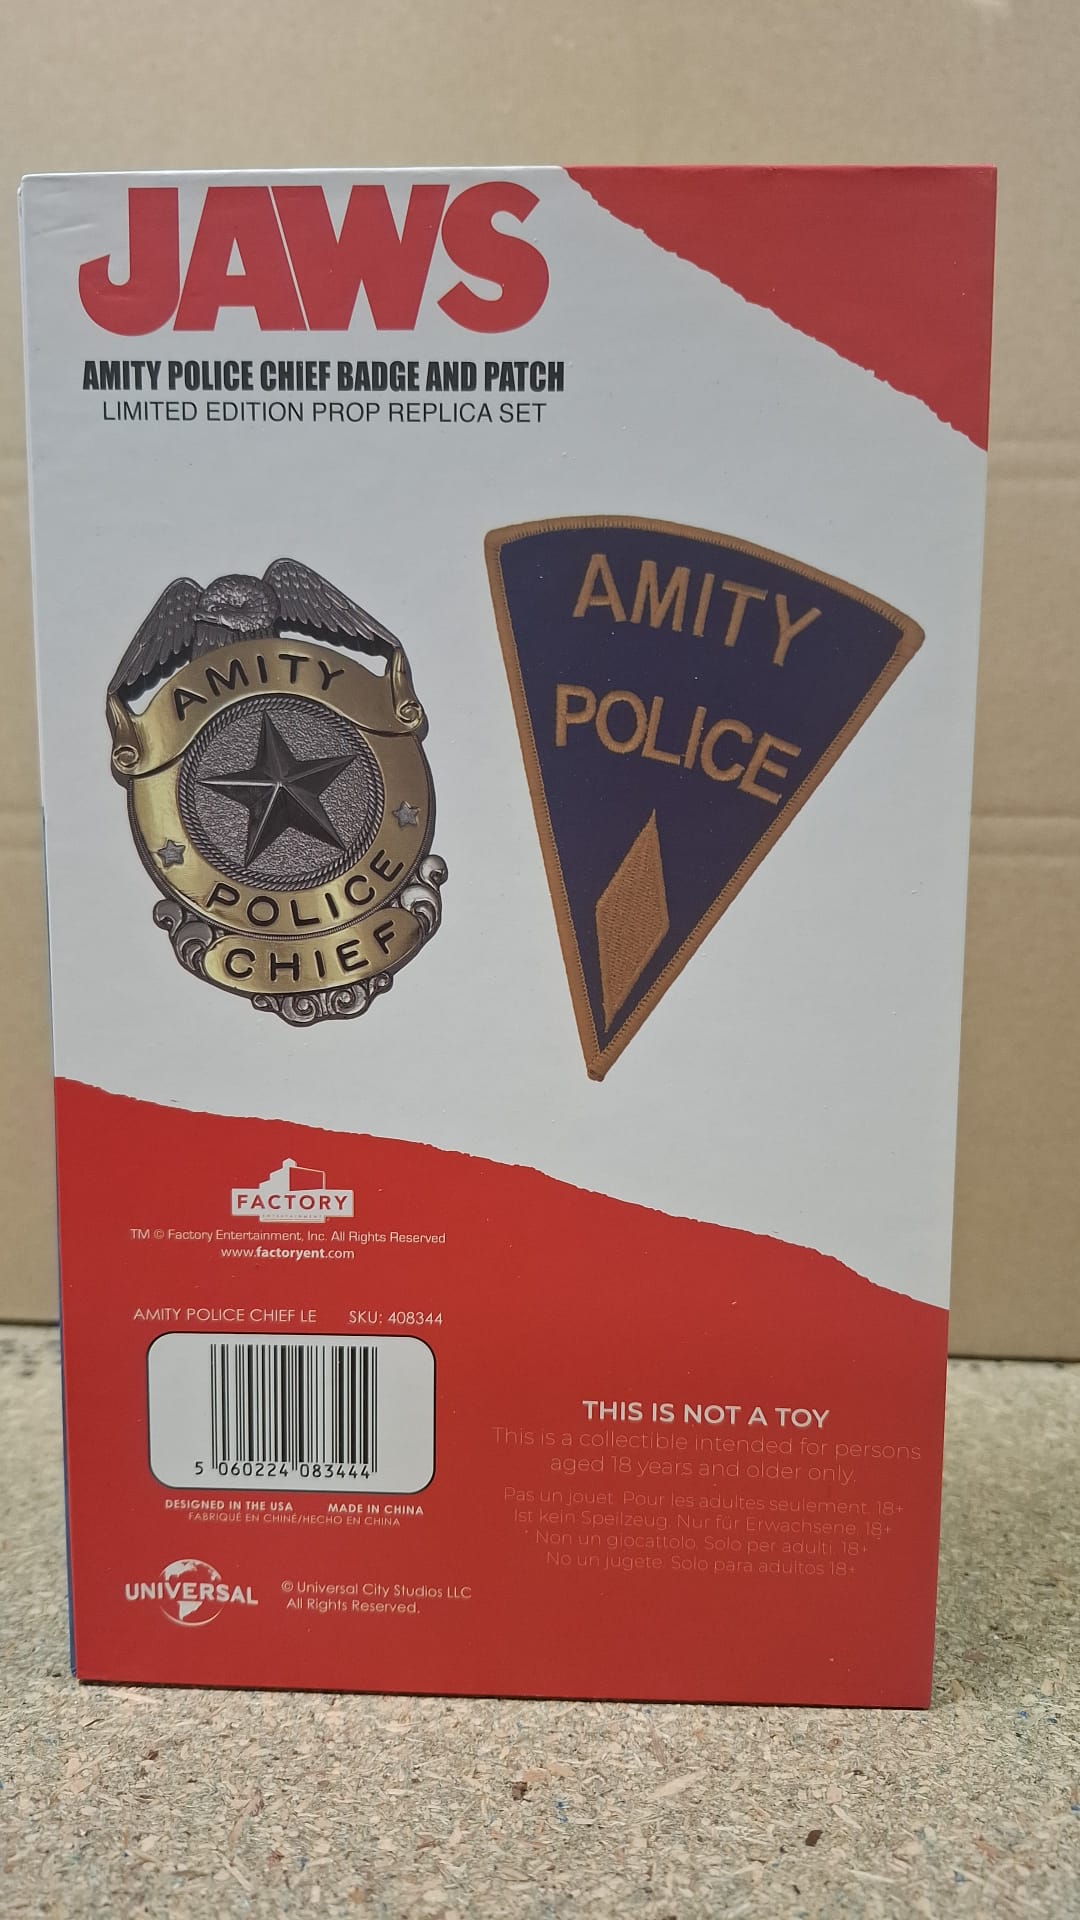 JAWS
AMITY POLICE CHIEF BADGE AND PATCH
LIMITED EDITION PROP REPLICA SET
AMITY
POLICE
CHIEF
AMITY
POLICE
FACTORY
ENTERTAINMENT
TM © Factory Entertainment, Inc. All Rights Reserved
www.factoryent.com
AMITY POLICE CHIEF LE SKU: 408344
5 060224 083444
DESIGNED IN THE USA MADE IN CHINA
FABRIQUÉ EN CHINE/HECHO EN CHINA
UNIVERSAL
© Universal City Studios LLC
All Rights Reserved.
THIS IS NOT A TOY
This is a collectible intended for persons
aged 18 years and older only.
Pas un jouet. Pour les adultes seulement. 18+
Ist kein Speilzeug. Nur für Erwachsene. 18+
Non un giocattolo. Solo per adulti. 18+
No un jugete. Solo para adultos 18+